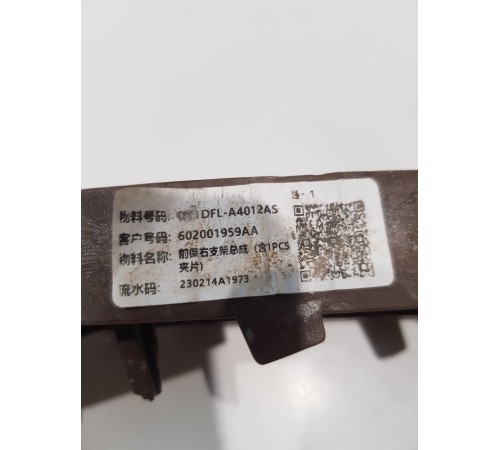 物料号码: DFL-A4012AS
客户号码: 602001959AA
物料名称: 前保右支架总成 (含1PCS
夹片)
流水码: 230214A1973